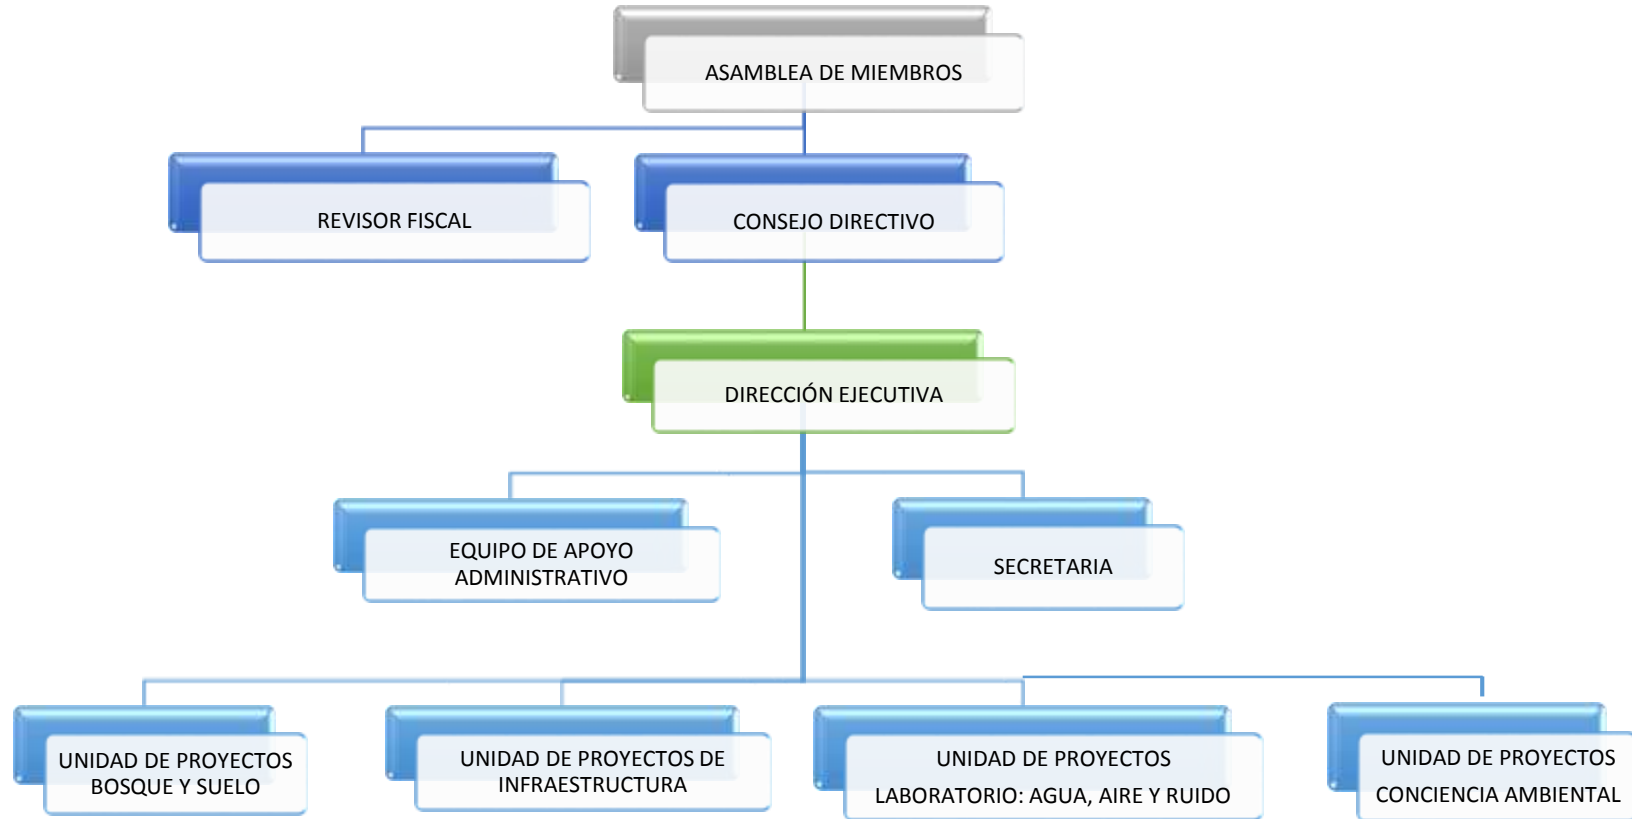 ASAMBLEA DE MIEMBROS
REVISOR FISCAL
CONSEJO DIRECTIVO
DIRECCIÓN EJECUTIVA
EQUIPO DE APOYO
ADMINISTRATIVO
SECRETARIA
UNIDAD DE PROYECTOS
BOSQUE Y SUELO
UNIDAD DE PROYECTOS DE
INFRAESTRUCTURA
UNIDAD DE PROYECTOS
LABORATORIO: AGUA, AIRE Y RUIDO
UNIDAD DE PROYECTOS
CONCIENCIA AMBIENTAL